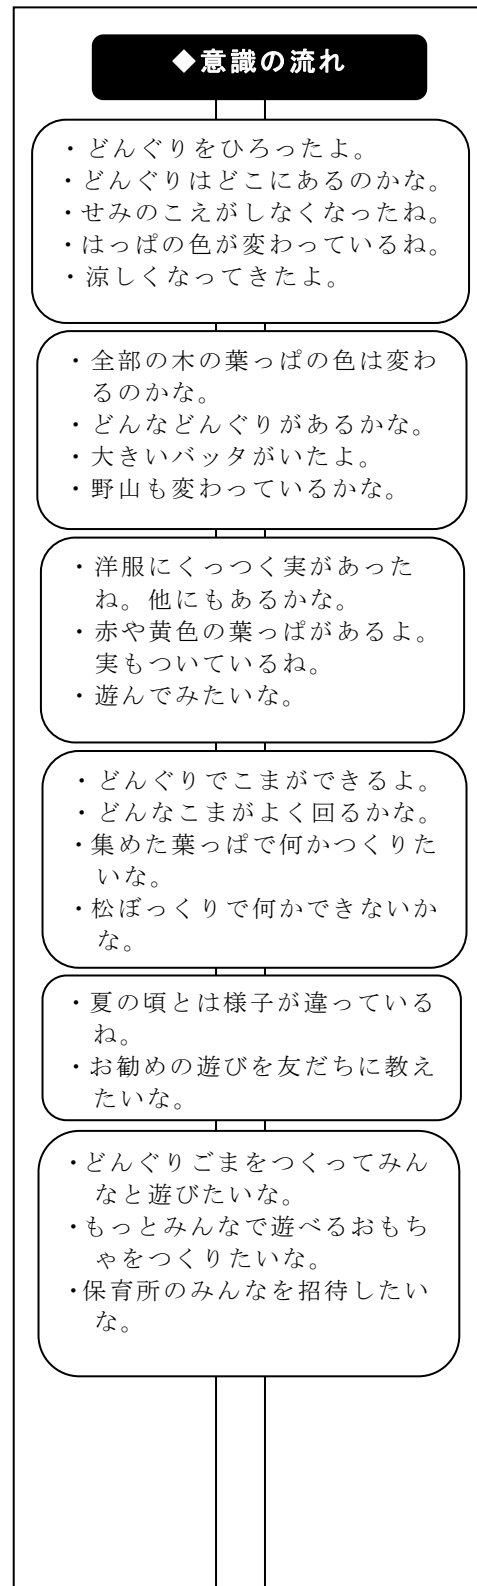 ◆意識の流れ
・どんぐりをひろったよ。
・どんぐりはどこにあるのかな。
・せみのこえがしなくなったね。
・はっぱの色が変わっているね。
・涼しくなってきたよ。
・全部の木の葉っぱの色は変わ
るのかな。
・どんなどんぐりがあるかな。
・大きいバッタがいたよ。
・野山も変わっているかな。
・洋服にくっつく実があった
ね。他にもあるかな。
・赤や黄色の葉っぱがあるよ。
実もついているね。
・遊んでみたいな。
・どんぐりでこまができるよ。
・どんなこまがよく回るかな。
・集めた葉っぱで何かつくりた
いな。
・松ぼっくりで何かできないか
な。
・夏の頃とは様子が違っている
ね。
・お勧めの遊びを友だちに教え
たいな。
・どんぐりごまをつくってみん
なと遊びたいな。
・もっとみんなで遊べるおもち
ゃをつくりたいな。
・保育所のみんなを招待したい
な。